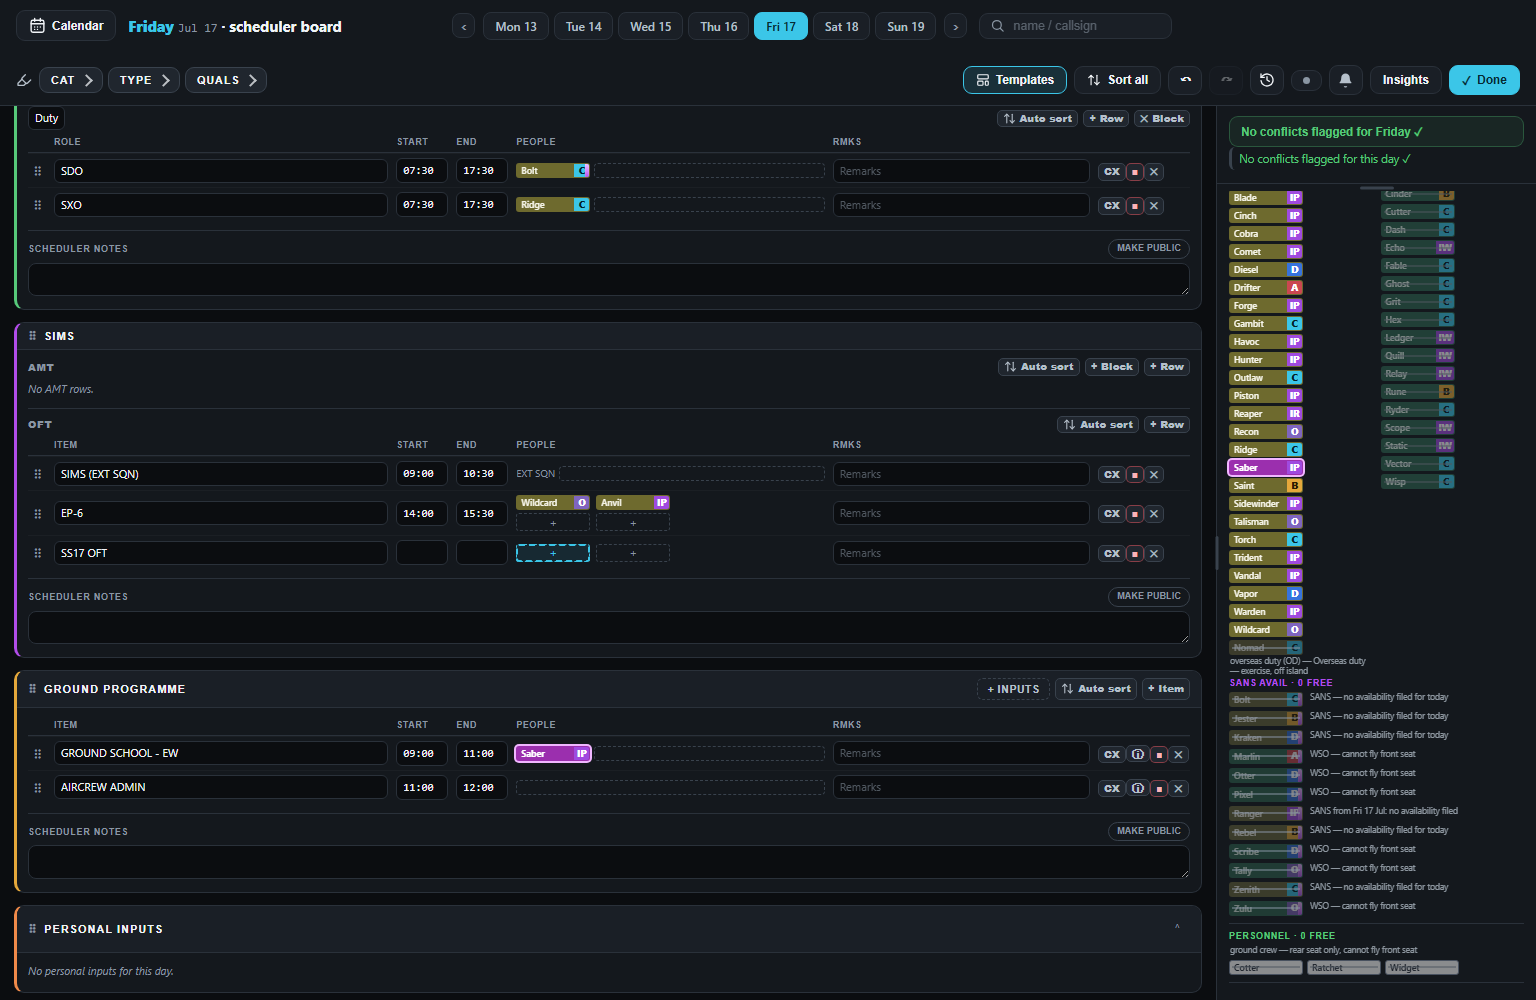 Calendar
Friday Jul 17 · scheduler board
‹ Mon 13 Tue 14 Wed 15 Thu 16 Fri 17 Sat 18 Sun 19 ›
name / callsign
CAT TYPE QUALS
Templates Sort all Insights ✓ Done
Duty
Auto sort + Row × Block
ROLE START END PEOPLE RMKS
SDO 07:30 17:30 Bolt C Remarks CX ×
SXO 07:30 17:30 Ridge C Remarks CX ×
SCHEDULER NOTES MAKE PUBLIC
SIMS
AMT Auto sort + Block + Row
No AMT rows.
OFT Auto sort + Row
ITEM START END PEOPLE RMKS
SIMS (EXT SQN) 09:00 10:30 EXT SQN Remarks CX ×
EP-6 14:00 15:30 Wildcard O Anvil IP + + Remarks CX ×
SS17 OFT + + Remarks CX ×
SCHEDULER NOTES MAKE PUBLIC
GROUND PROGRAMME + INPUTS Auto sort + Item
ITEM START END PEOPLE RMKS
GROUND SCHOOL - EW 09:00 11:00 Saber IP Remarks CX ×
AIRCREW ADMIN 11:00 12:00 Remarks CX ×
SCHEDULER NOTES MAKE PUBLIC
PERSONAL INPUTS ^
No personal inputs for this day.
No conflicts flagged for Friday ✓
No conflicts flagged for this day ✓
Blade IP
Cinch IP
Cobra IP
Comet IP
Diesel D
Drifter A
Forge IP
Gambit C
Havoc IP
Hunter IP
Outlaw C
Piston IP
Reaper IR
Recon O
Ridge C
Saber IP
Saint B
Sidewinder IP
Talisman O
Torch C
Trident IP
Vandal IP
Vapor D
Warden IP
Wildcard O
Nomad C
Cinder B
Cutter C
Dash C
Echo IW
Fable C
Ghost C
Grit C
Hex C
Ledger IW
Quill IW
Relay IW
Rune B
Ryder C
Scope IW
Static IW
Vector C
Wisp C
overseas duty (OD) — Overseas duty
— exercise, off island
SANS AVAIL · 0 FREE
Bolt C SANS — no availability filed for today
Jester B SANS — no availability filed for today
Kraken D SANS — no availability filed for today
Marlin A WSO — cannot fly front seat
Otter D WSO — cannot fly front seat
Pixel D WSO — cannot fly front seat
Ranger IP SANS from Fri 17 Jul: no availability filed
Rebel B SANS — no availability filed for today
Scribe D WSO — cannot fly front seat
Tally O WSO — cannot fly front seat
Zenith C SANS — no availability filed for today
Zulu O WSO — cannot fly front seat
PERSONNEL · 0 FREE
ground crew — rear seat only, cannot fly front seat
Cotter Ratchet Widget